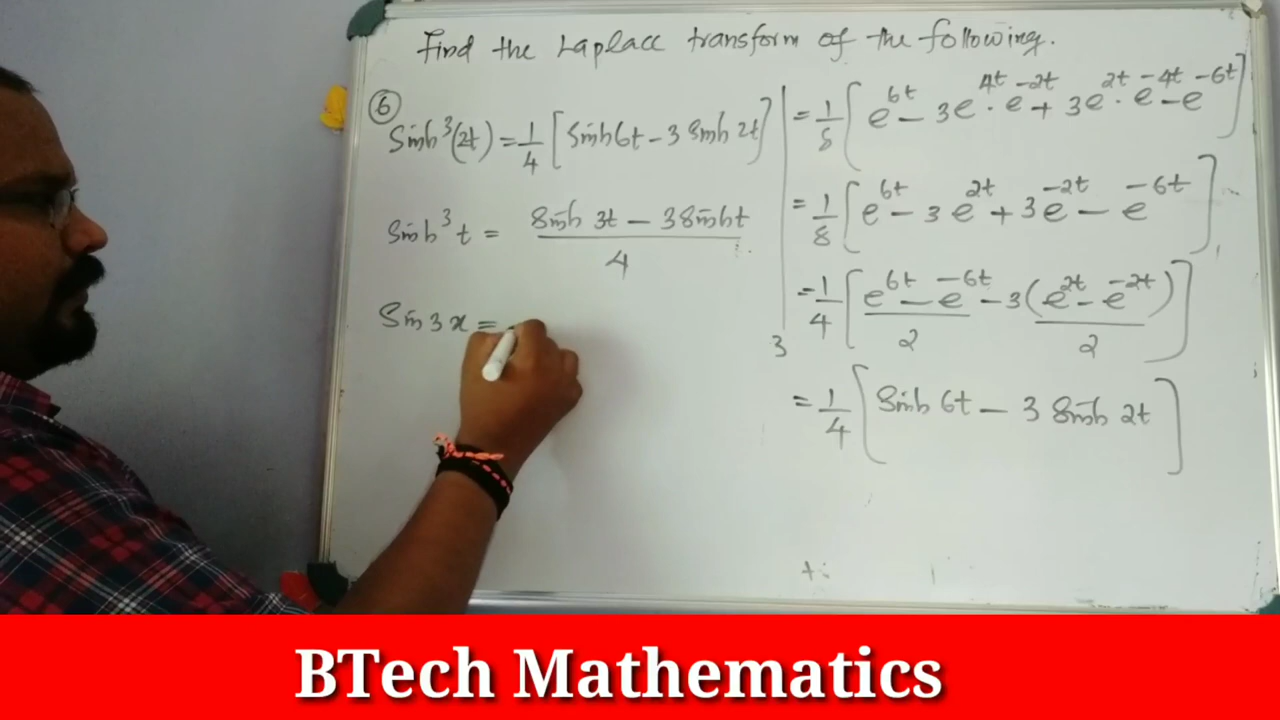 Find the Laplace transform of the following.
⑥
Sinh³(2t) = 1/4 [Sinh6t - 3 Sinh 2t]
Sinh³t = (Sinh 3t - 3Sinht)/4
Sin 3x =
= 1/8 [e^6t - 3e^4t · e^-2t + 3e^2t · e^-4t - e^-6t]
= 1/8 [e^6t - 3e^2t + 3e^-2t - e^-6t]
= 1/4 [(e^6t - e^-6t)/2 - 3(e^2t - e^-2t)/2]
3
= 1/4 [Sinh 6t - 3 Sinh 2t]
BTech Mathematics